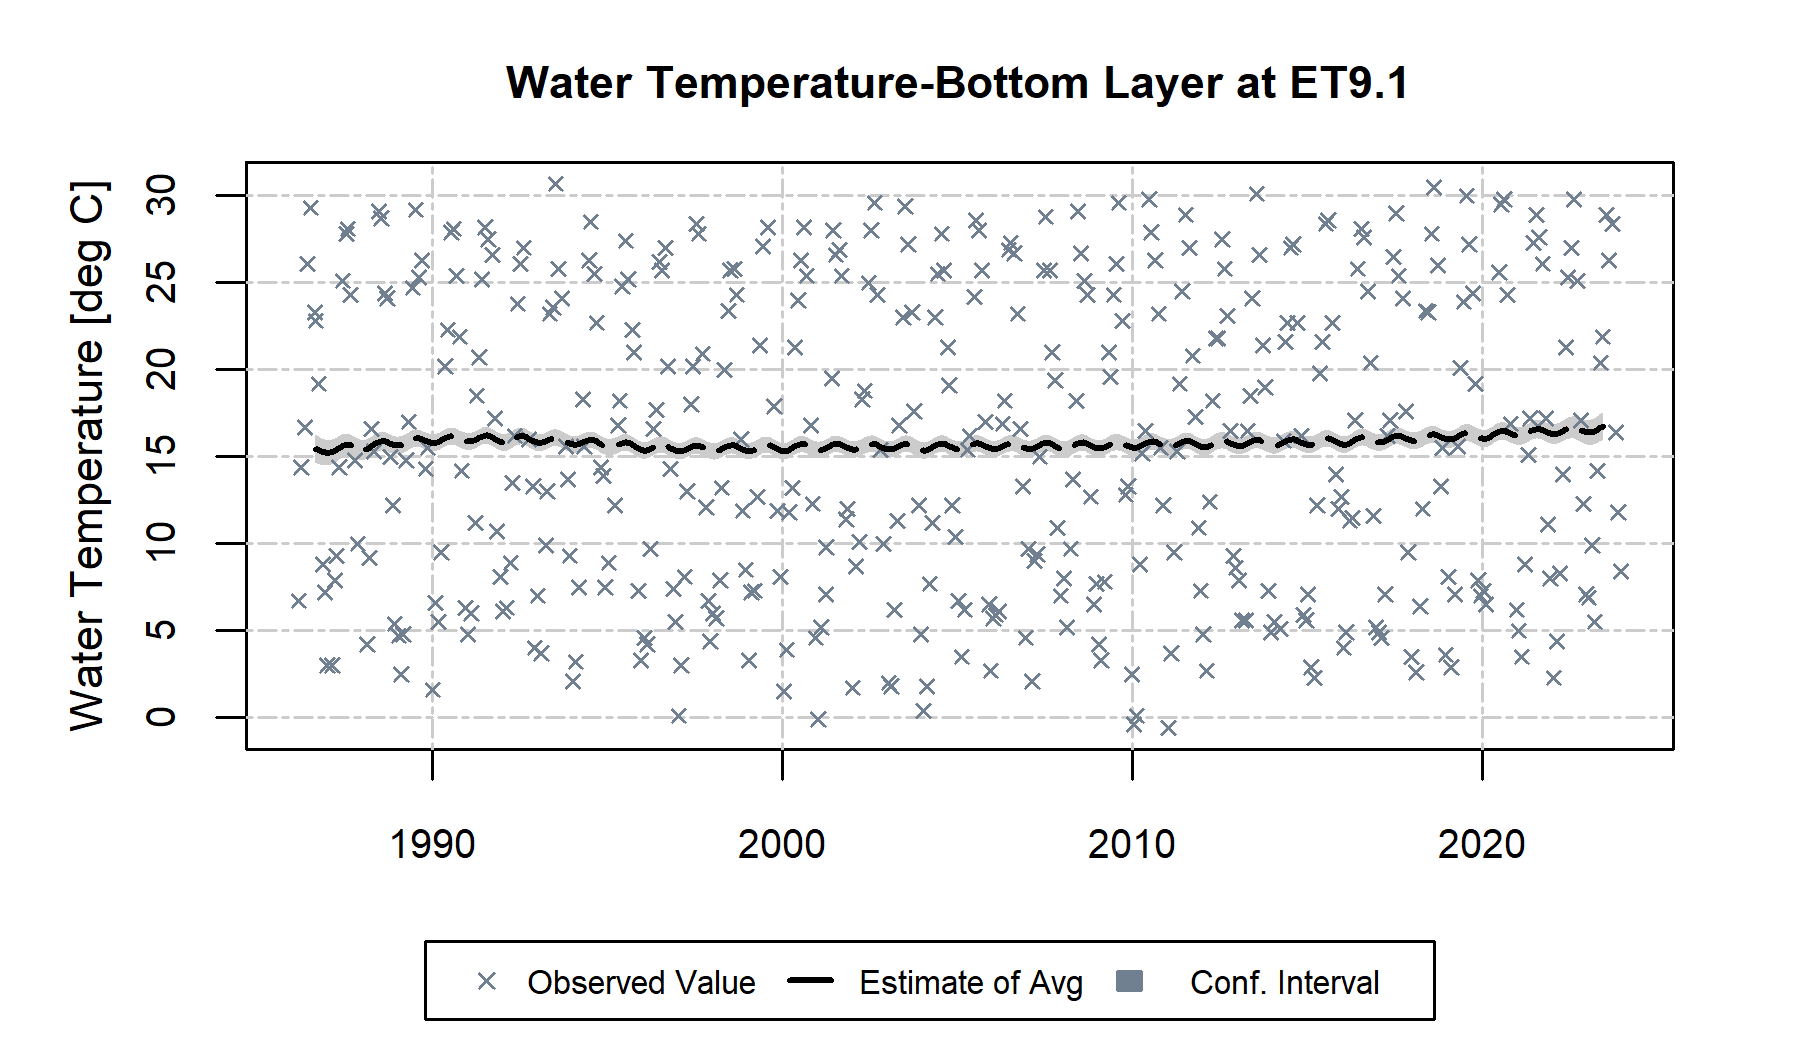 Water Temperature-Bottom Layer at ET9.1
Water Temperature [deg C]
30
25
20
15
10
5
0
1990 2000 2010 2020
Observed Value Estimate of Avg Conf. Interval